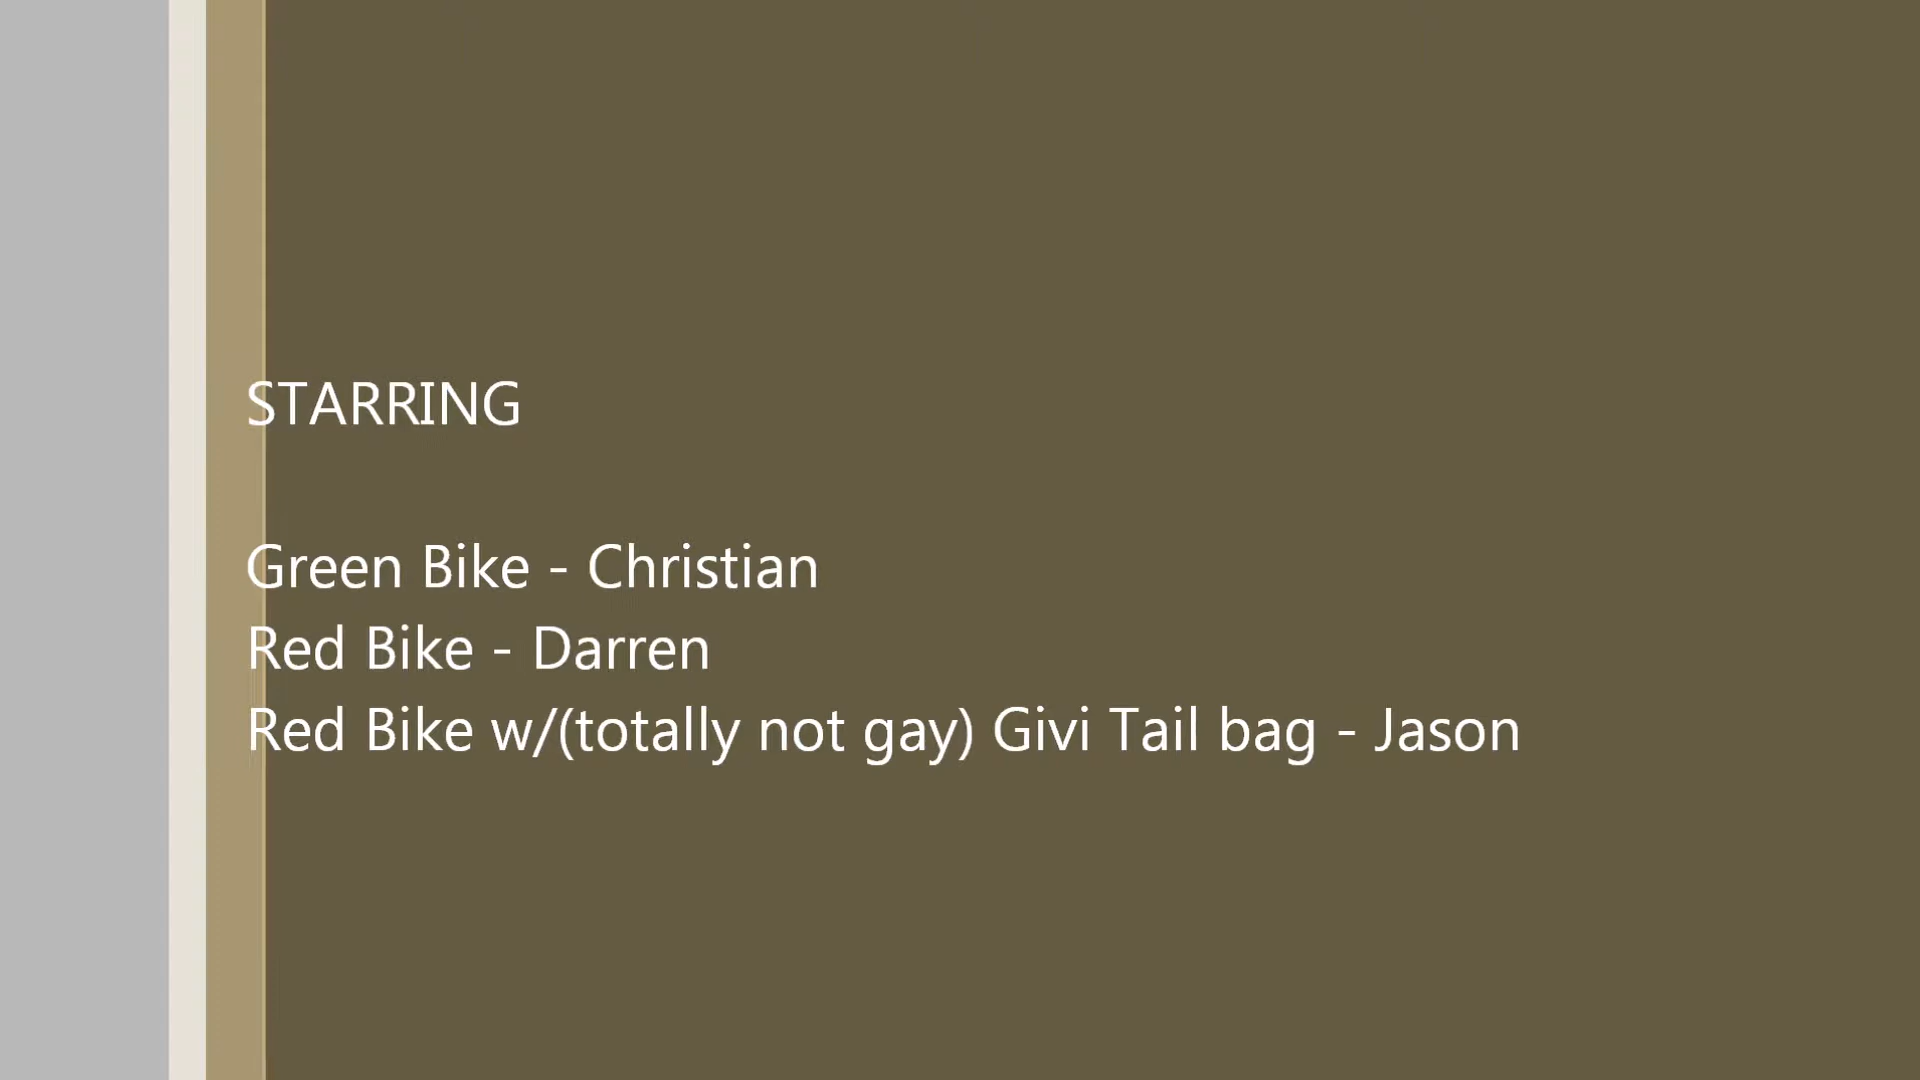 STARRING
Green Bike - Christian
Red Bike - Darren
Red Bike w/(totally not gay) Givi Tail bag - Jason